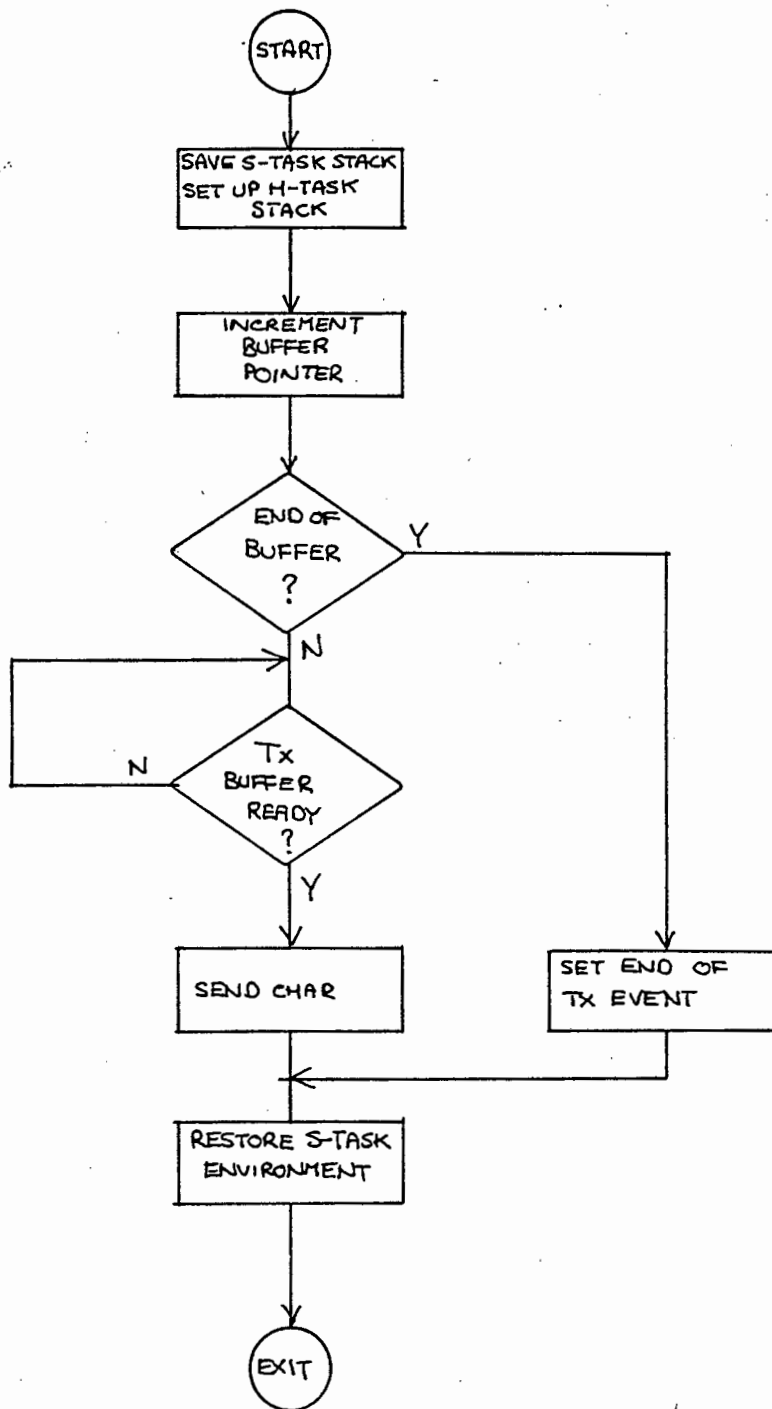 START
SAVE S-TASK STACK
SET UP H-TASK
STACK
INCREMENT
BUFFER
POINTER
END OF
BUFFER
?
Y
N
TX
BUFFER
READY
?
N
Y
SEND CHAR
SET END OF
TX EVENT
RESTORE S-TASK
ENVIRONMENT
EXIT